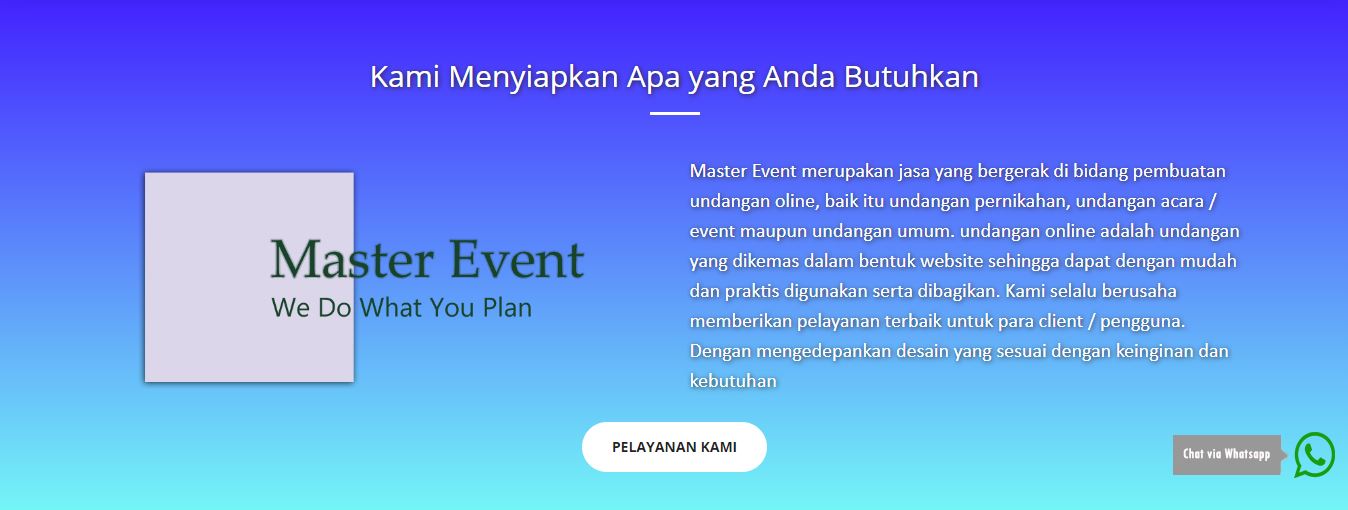 Kami Menyiapkan Apa yang Anda Butuhkan
Master Event
We Do What You Plan
Master Event merupakan jasa yang bergerak di bidang pembuatan
undangan oline, baik itu undangan pernikahan, undangan acara /
event maupun undangan umum. undangan online adalah undangan
yang dikemas dalam bentuk website sehingga dapat dengan mudah
dan praktis digunakan serta dibagikan. Kami selalu berusaha
memberikan pelayanan terbaik untuk para client / pengguna.
Dengan mengedepankan desain yang sesuai dengan keinginan dan
kebutuhan
PELAYANAN KAMI
Chat via Whatsapp